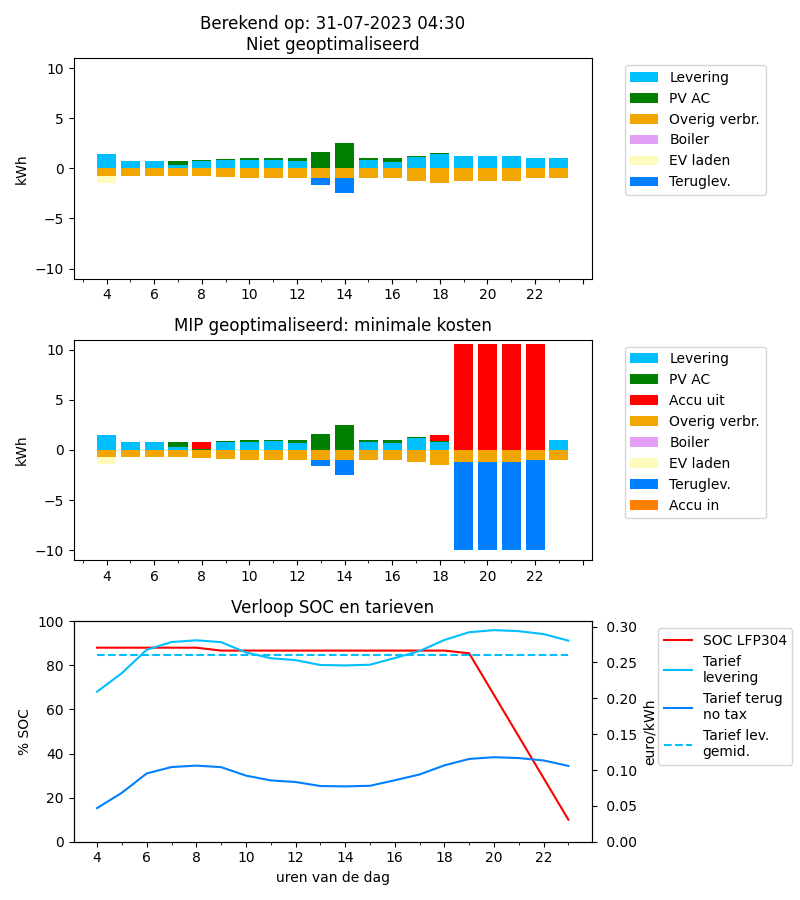 Berekend op: 31-07-2023 04:30
Niet geoptimaliseerd
10
5
0
−5
−10
kWh
4 6 8 10 12 14 16 18 20 22
Levering
PV AC
Overig verbr.
Boiler
EV laden
Teruglev.
MIP geoptimaliseerd: minimale kosten
10
5
0
−5
−10
kWh
4 6 8 10 12 14 16 18 20 22
Levering
PV AC
Accu uit
Overig verbr.
Boiler
EV laden
Teruglev.
Accu in
Verloop SOC en tarieven
100
80
60
40
20
0
% SOC
4 6 8 10 12 14 16 18 20 22
uren van de dag
0.30
0.25
0.20
0.15
0.10
0.05
0.00
euro/kWh
SOC LFP304
Tarief
levering
Tarief terug
no tax
Tarief lev.
gemid.